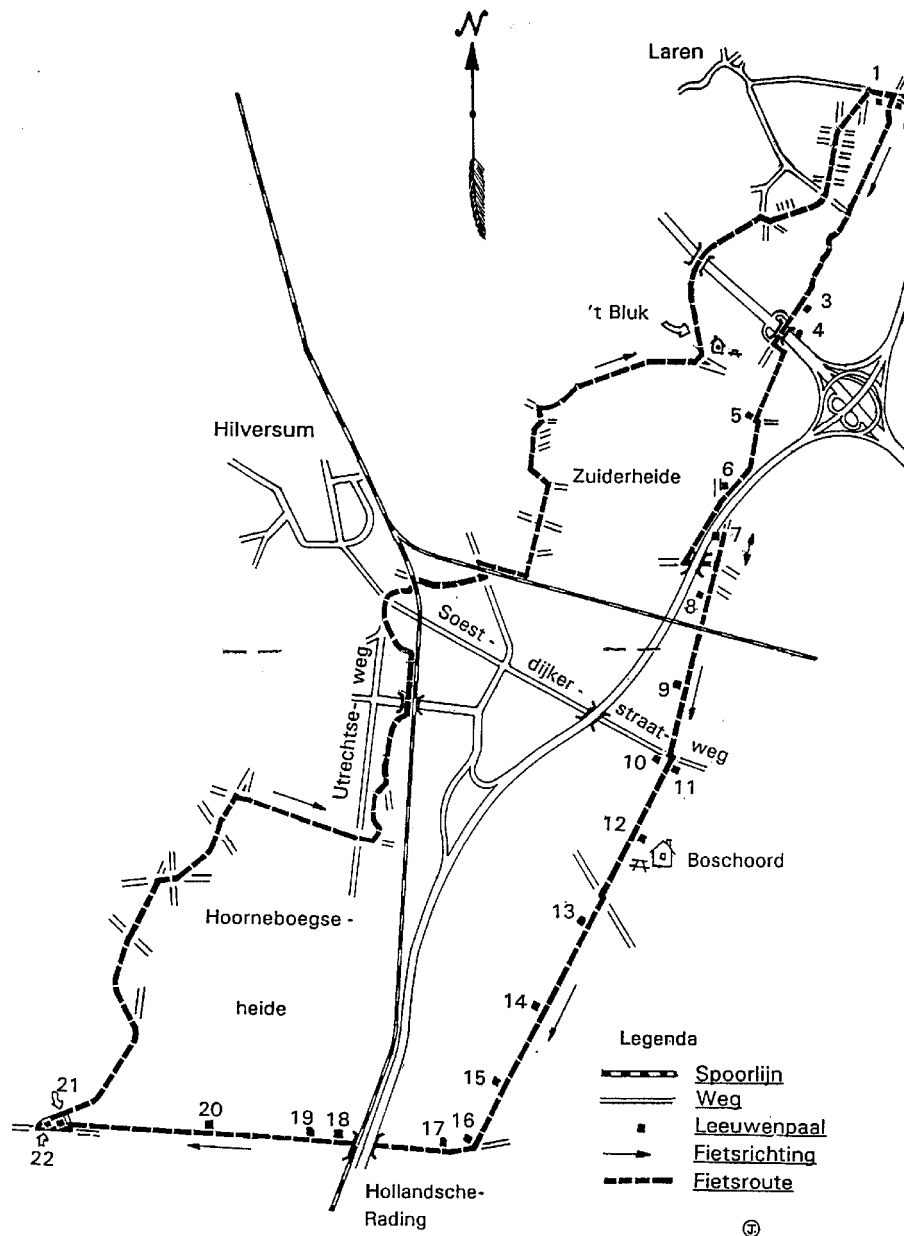 N
Laren
1
3
't Bluk
4
5
Hilversum
6
Zuiderheide
7
8
Soest-
dijker-
straat-
weg
Utrechtse-
weg
9
10
11
12
Boschoord
Hoorneboegse-
13
heide
14
15
Legenda
Spoorlijn
Weg
Leeuwenpaal
Fietsrichting
Fietsroute
21
20
19
18
17
16
22
Hollandsche-
Rading
J.